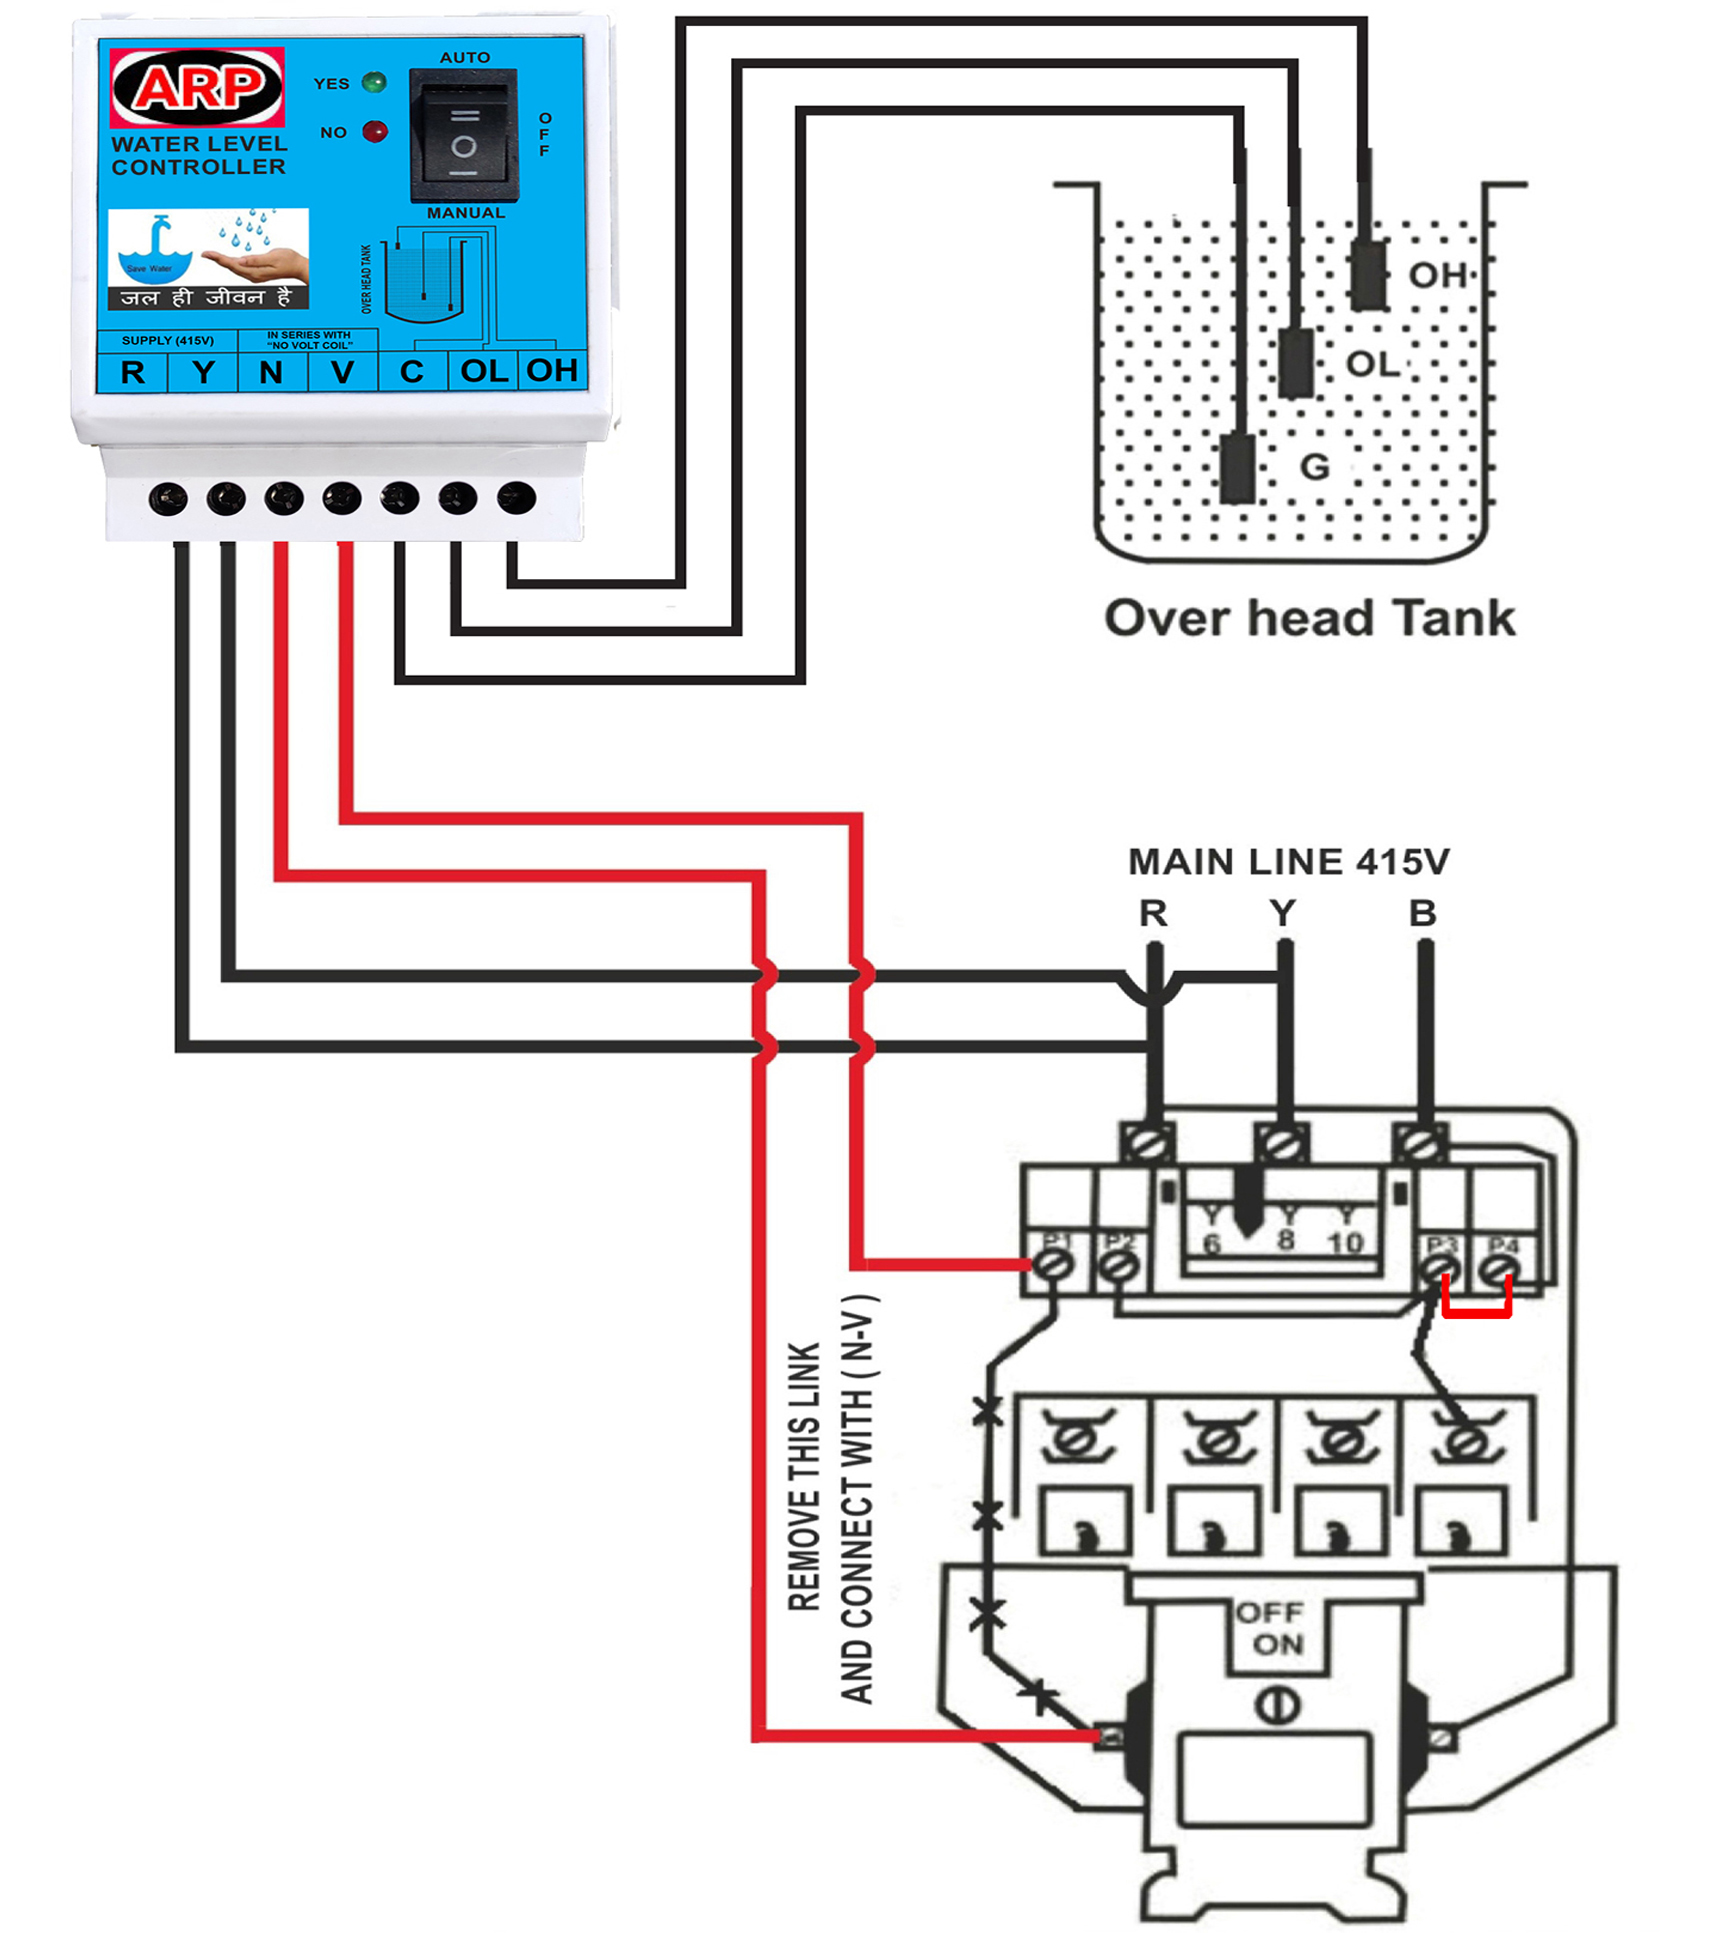 ARP
WATER LEVEL
CONTROLLER
YES
NO
AUTO
OFF
MANUAL
Save Water
जल ही जीवन है
OVER HEAD TANK
SUPPLY (415V)
IN SERIES WITH
"NO VOLT COIL"
R Y N V C OL OH
OH
OL
G
Over head Tank
MAIN LINE 415V
R Y B
P1 P2 6 8 10 P3 P4
REMOVE THIS LINK
AND CONNECT WITH ( N-V )
OFF
ON